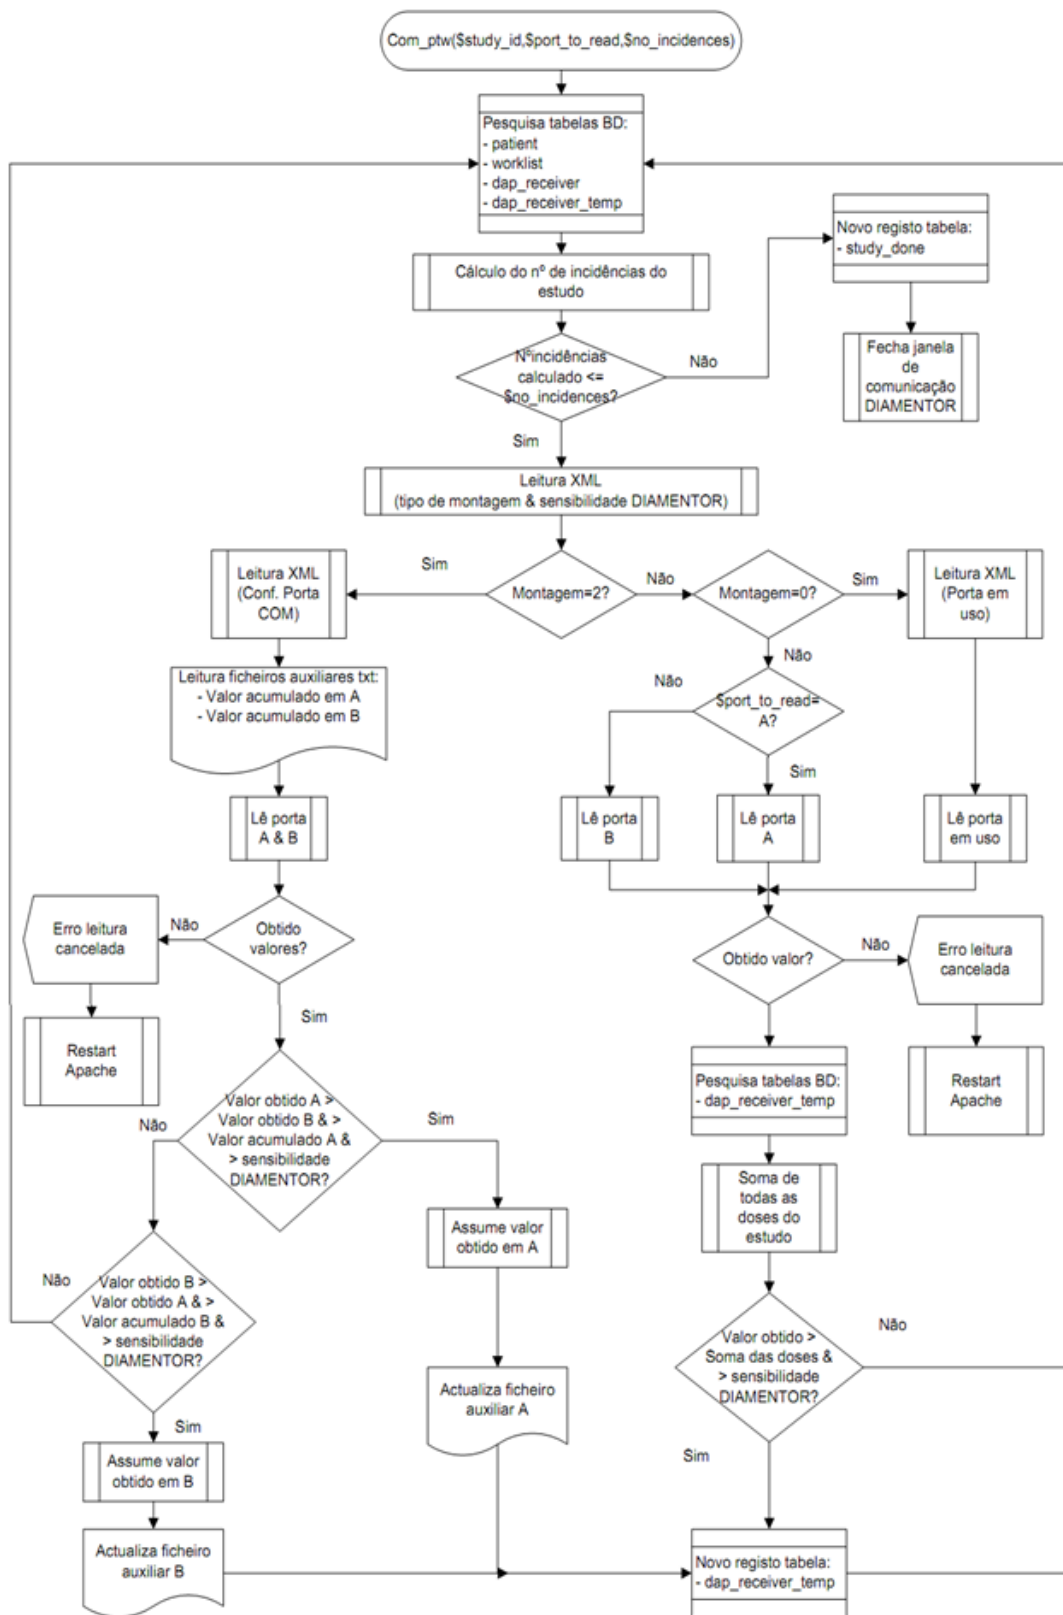 Com_ptw($study_id,$port_to_read,$no_incidences)
Pesquisa tabelas BD:
- patient
- worklist
- dap_receiver
- dap_receiver_temp
Novo registo tabela:
- study_done
Cálculo do nº de incidências do
estudo
Fecha janela
de
comunicação
DIAMENTOR
Nºincidências
calculado <=
$no_incidences?
Não
Sim
Leitura XML
(tipo de montagem & sensibilidade DIAMENTOR)
Leitura XML
(Conf. Porta
COM)
Sim
Montagem=2?
Não
Montagem=0?
Sim
Leitura XML
(Porta em
uso)
Não
Leitura ficheiros auxiliares txt:
- Valor acumulado em A
- Valor acumulado em B
Não
$port_to_read=
A?
Sim
Lê porta
A & B
Lê porta
B
Lê porta
A
Lê porta
em uso
Erro leitura
cancelada
Não
Obtido
valores?
Obtido valor?
Não
Erro leitura
cancelada
Sim
Restart
Apache
Restart
Apache
Pesquisa tabelas BD:
- dap_receiver_temp
Não
Valor obtido A >
Valor obtido B & >
Valor acumulado A &
> sensibilidade
DIAMENTOR?
Sim
Soma de
todas as
doses do
estudo
Assume valor
obtido em A
Não
Valor obtido B >
Valor obtido A & >
Valor acumulado B &
> sensibilidade
DIAMENTOR?
Valor obtido >
Soma das doses &
> sensibilidade
DIAMENTOR?
Não
Actualiza ficheiro
auxiliar A
Sim
Sim
Assume valor
obtido em B
Actualiza ficheiro
auxiliar B
Novo registo tabela:
- dap_receiver_temp